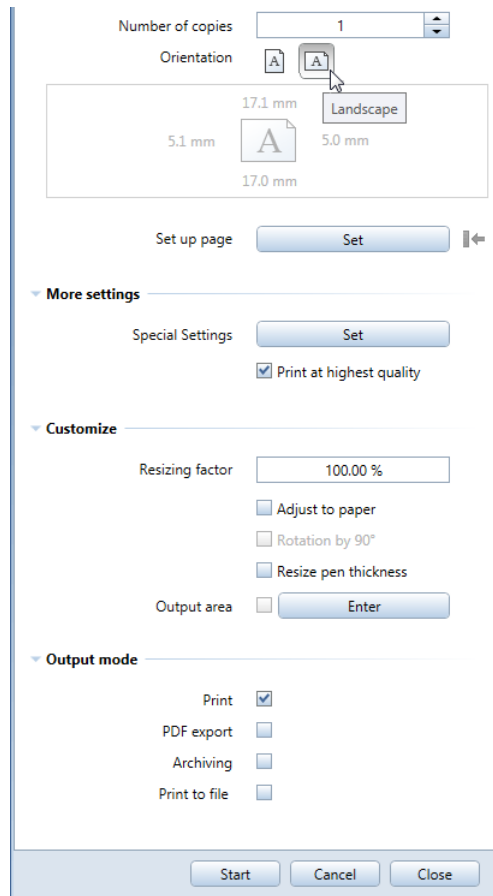 Number of copies 1
Orientation A A
17.1 mm Landscape
5.1 mm A 5.0 mm
17.0 mm
Set up page Set
More settings
Special Settings Set
Print at highest quality
Customize
Resizing factor 100.00 %
Adjust to paper
Rotation by 90°
Resize pen thickness
Output area Enter
Output mode
Print
PDF export
Archiving
Print to file
Start Cancel Close